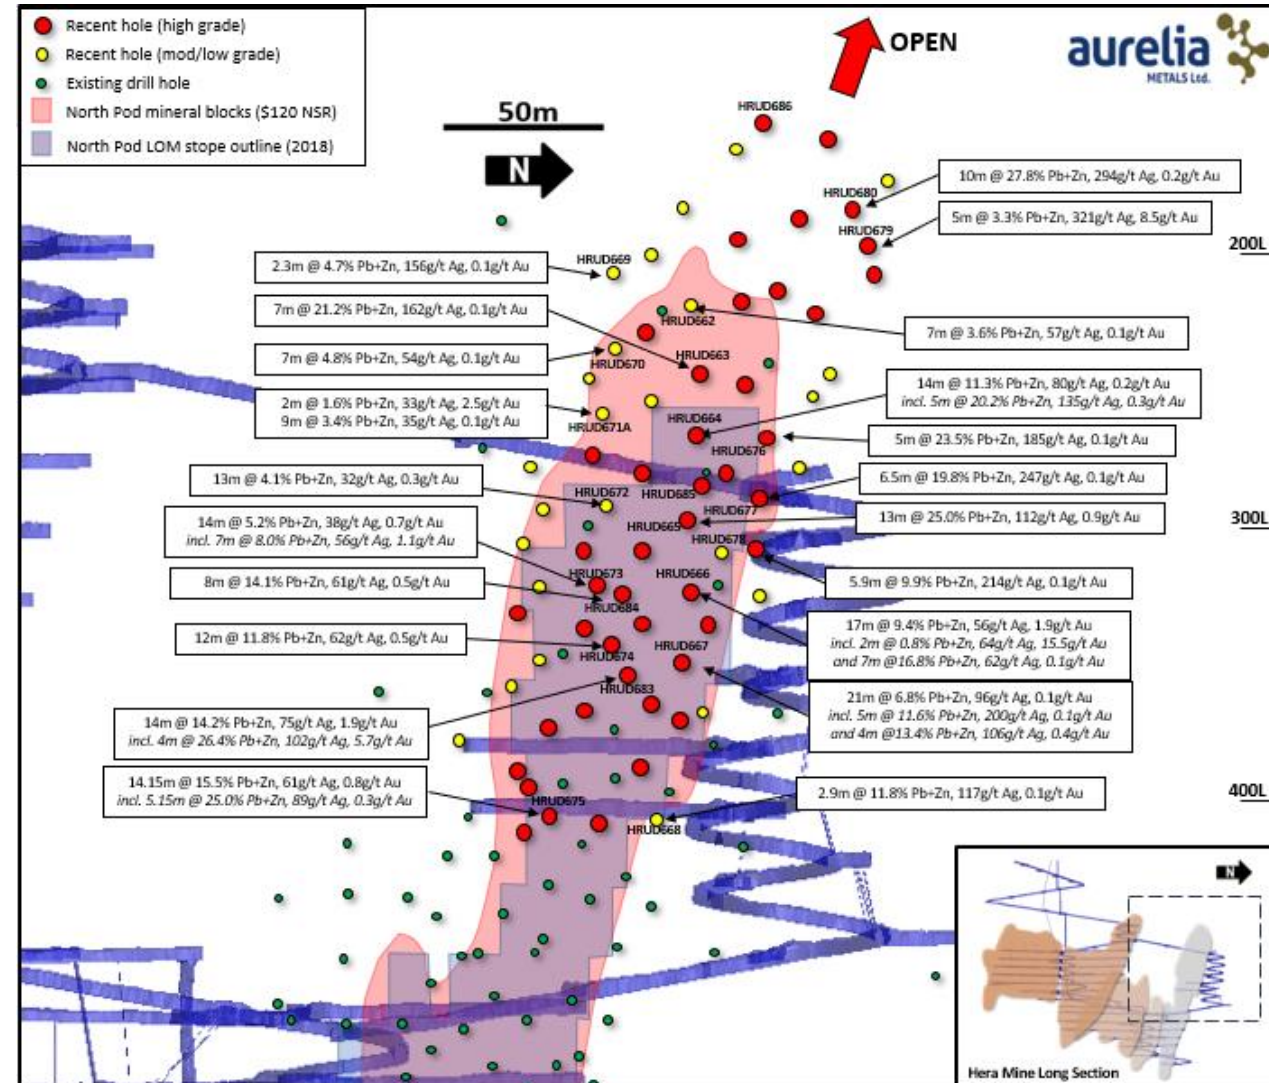 Recent hole (high grade)
Recent hole (mod/low grade)
Existing drill hole
North Pod mineral blocks ($120 NSR)
North Pod LOM stope outline (2018)
50m
N
OPEN
aurelia
METALS Ltd.
HRUD686
HRUD680
10m @ 27.8% Pb+Zn, 294g/t Ag, 0.2g/t Au
HRUD679
5m @ 3.3% Pb+Zn, 321g/t Ag, 8.5g/t Au
200L
HRUD669
2.3m @ 4.7% Pb+Zn, 156g/t Ag, 0.1g/t Au
7m @ 21.2% Pb+Zn, 162g/t Ag, 0.1g/t Au
HRUD662
7m @ 3.6% Pb+Zn, 57g/t Ag, 0.1g/t Au
7m @ 4.8% Pb+Zn, 54g/t Ag, 0.1g/t Au
HRUD670
HRUD663
14m @ 11.3% Pb+Zn, 80g/t Ag, 0.2g/t Au
incl. 5m @ 20.2% Pb+Zn, 135g/t Ag, 0.3g/t Au
2m @ 1.6% Pb+Zn, 33g/t Ag, 2.5g/t Au
9m @ 3.4% Pb+Zn, 35g/t Ag, 0.1g/t Au
HRUD671A
HRUD664
HRUD676
5m @ 23.5% Pb+Zn, 185g/t Ag, 0.1g/t Au
13m @ 4.1% Pb+Zn, 32g/t Ag, 0.3g/t Au
HRUD672
HRUD685
HRUD677
6.5m @ 19.8% Pb+Zn, 247g/t Ag, 0.1g/t Au
14m @ 5.2% Pb+Zn, 38g/t Ag, 0.7g/t Au
incl. 7m @ 8.0% Pb+Zn, 56g/t Ag, 1.1g/t Au
HRUD665
HRUD678
13m @ 25.0% Pb+Zn, 112g/t Ag, 0.9g/t Au
300L
8m @ 14.1% Pb+Zn, 61g/t Ag, 0.5g/t Au
HRUD673
HRUD666
HRUD684
5.9m @ 9.9% Pb+Zn, 214g/t Ag, 0.1g/t Au
12m @ 11.8% Pb+Zn, 62g/t Ag, 0.5g/t Au
HRUD674
HRUD667
17m @ 9.4% Pb+Zn, 56g/t Ag, 1.9g/t Au
incl. 2m @ 0.8% Pb+Zn, 64g/t Ag, 15.5g/t Au
and 7m @16.8% Pb+Zn, 62g/t Ag, 0.1g/t Au
HRUD683
14m @ 14.2% Pb+Zn, 75g/t Ag, 1.9g/t Au
incl. 4m @ 26.4% Pb+Zn, 102g/t Ag, 5.7g/t Au
21m @ 6.8% Pb+Zn, 96g/t Ag, 0.1g/t Au
incl. 5m @ 11.6% Pb+Zn, 200g/t Ag, 0.1g/t Au
and 4m @13.4% Pb+Zn, 106g/t Ag, 0.4g/t Au
14.15m @ 15.5% Pb+Zn, 61g/t Ag, 0.8g/t Au
incl. 5.15m @ 25.0% Pb+Zn, 89g/t Ag, 0.3g/t Au
HRUD675
HRUD668
2.9m @ 11.8% Pb+Zn, 117g/t Ag, 0.1g/t Au
400L
N
Hera Mine Long Section